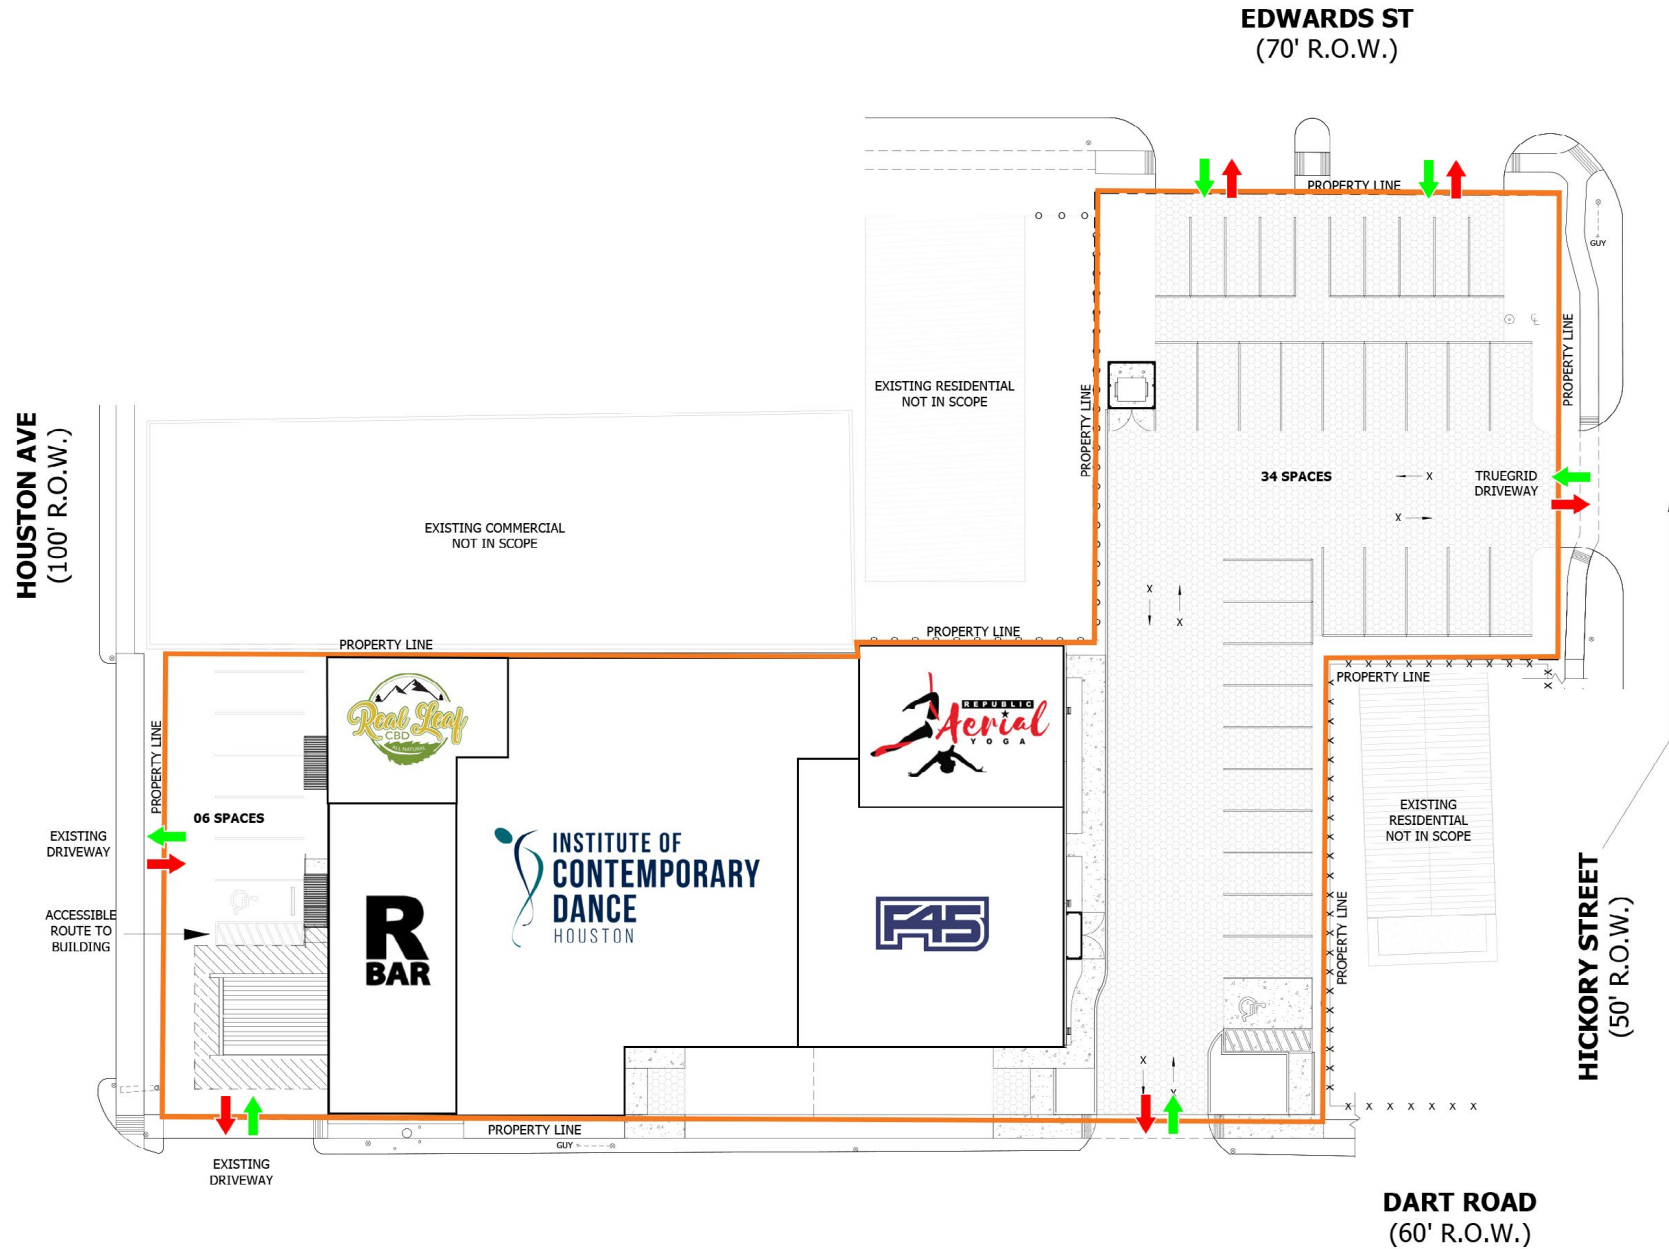 EDWARDS ST
(70' R.O.W.)
PROPERTY LINE
GUY
PROPERTY LINE
HOUSTON AVE
(100' R.O.W.)
EXISTING RESIDENTIAL
NOT IN SCOPE
PROPERTY LINE
34 SPACES
X
TRUEGRID
DRIVEWAY
X
EXISTING COMMERCIAL
NOT IN SCOPE
X
X
PROPERTY LINE
PROPERTY LINE
PROPERTY LINE
Real Leaf
CBD
ALL NATURAL
REPUBLIC
Aerial
YOGA
PROPERTY LINE
06 SPACES
EXISTING
DRIVEWAY
EXISTING
RESIDENTIAL
NOT IN SCOPE
INSTITUTE OF
CONTEMPORARY
DANCE
HOUSTON
R
BAR
F45
ACCESSIBLE
ROUTE TO
BUILDING
PROPERTY LINE
HICKORY STREET
(50' R.O.W.)
X
X
PROPERTY LINE
GUY
EXISTING
DRIVEWAY
DART ROAD
(60' R.O.W.)